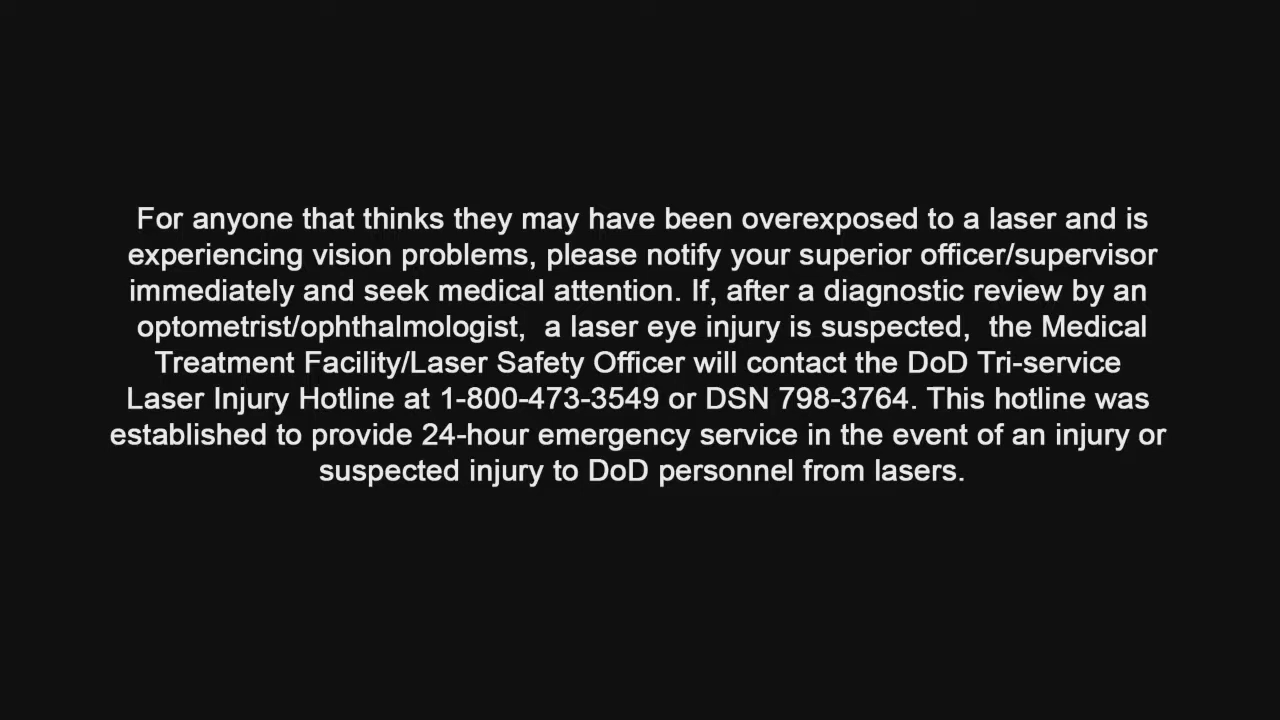 For anyone that thinks they may have been overexposed to a laser and is
experiencing vision problems, please notify your superior officer/supervisor
immediately and seek medical attention. If, after a diagnostic review by an
optometrist/ophthalmologist,  a laser eye injury is suspected,  the Medical
Treatment Facility/Laser Safety Officer will contact the DoD Tri-service
Laser Injury Hotline at 1-800-473-3549 or DSN 798-3764. This hotline was
established to provide 24-hour emergency service in the event of an injury or
suspected injury to DoD personnel from lasers.